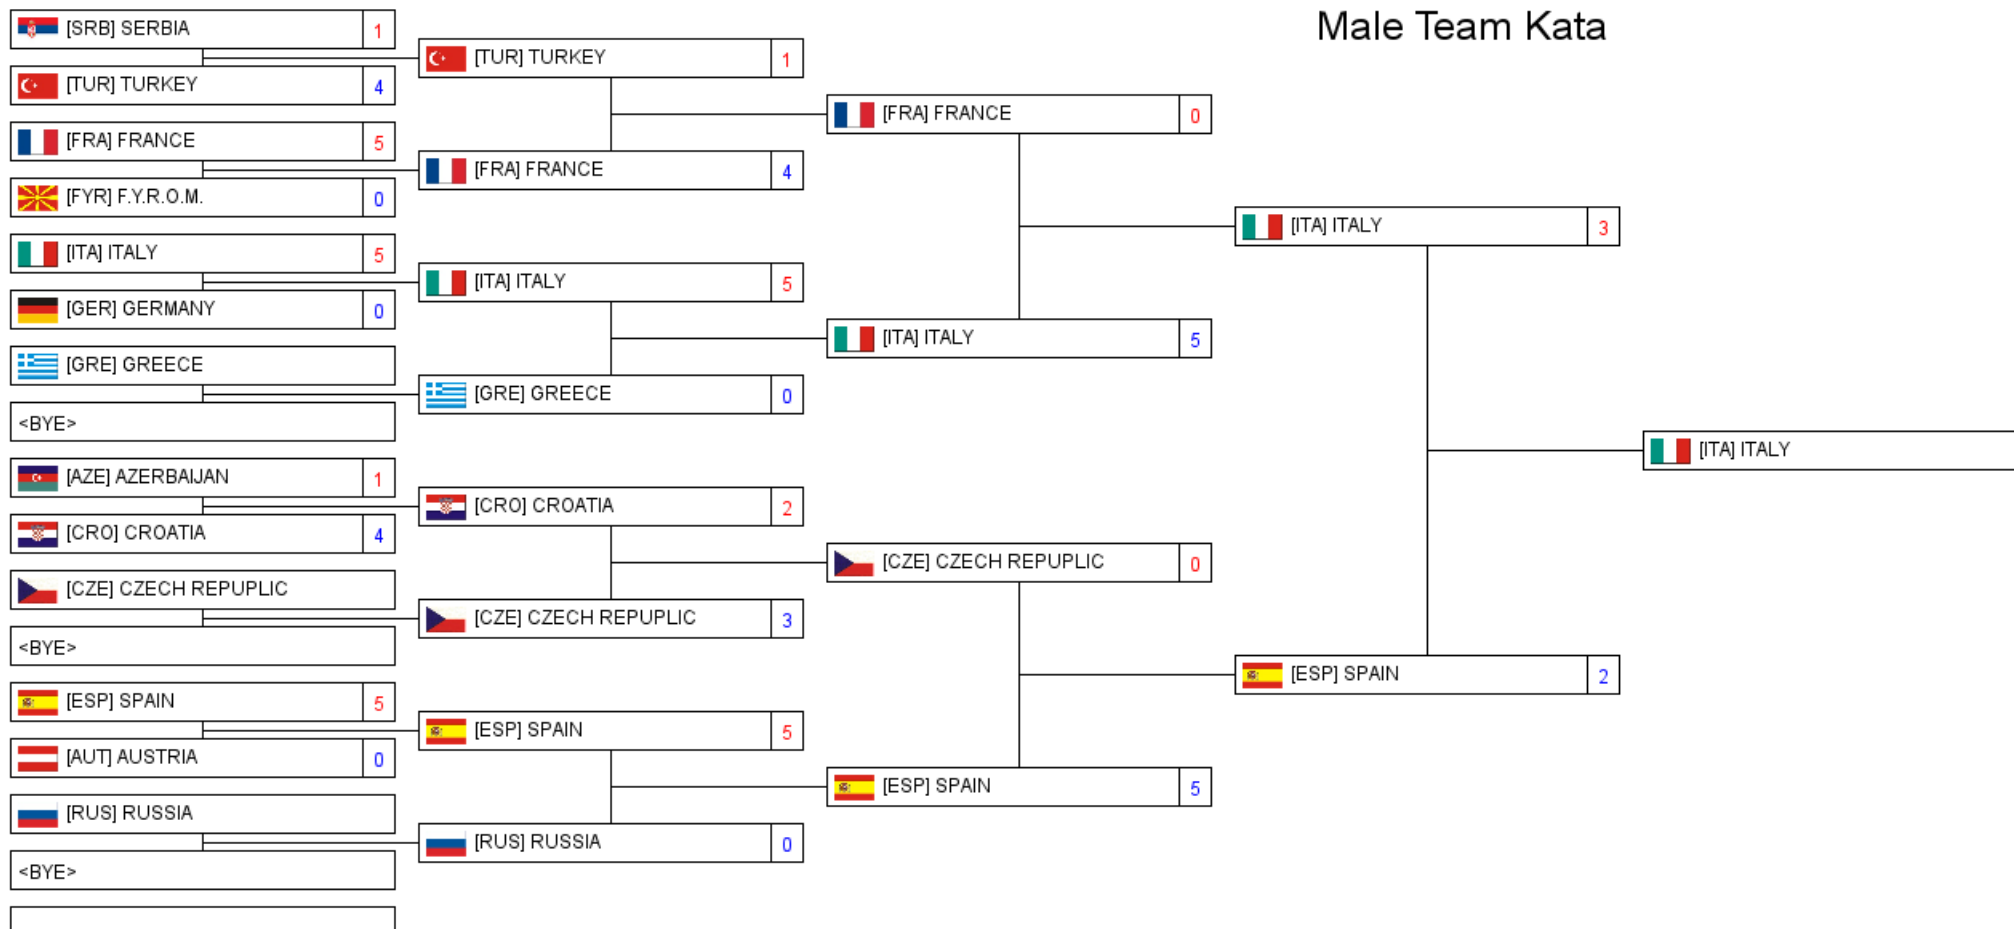 Male Team Kata
[SRB] SERBIA 1
[TUR] TURKEY 4
[FRA] FRANCE 5
[FYR] F.Y.R.O.M. 0
[ITA] ITALY 5
[GER] GERMANY 0
[GRE] GREECE
<BYE>
[AZE] AZERBAIJAN 1
[CRO] CROATIA 4
[CZE] CZECH REPUPLIC
<BYE>
[ESP] SPAIN 5
[AUT] AUSTRIA 0
[RUS] RUSSIA
<BYE>
[TUR] TURKEY 1
[FRA] FRANCE 4
[ITA] ITALY 5
[GRE] GREECE 0
[CRO] CROATIA 2
[CZE] CZECH REPUPLIC 3
[ESP] SPAIN 5
[RUS] RUSSIA 0
[FRA] FRANCE 0
[ITA] ITALY 5
[CZE] CZECH REPUPLIC 0
[ESP] SPAIN 5
[ITA] ITALY 3
[ESP] SPAIN 2
[ITA] ITALY